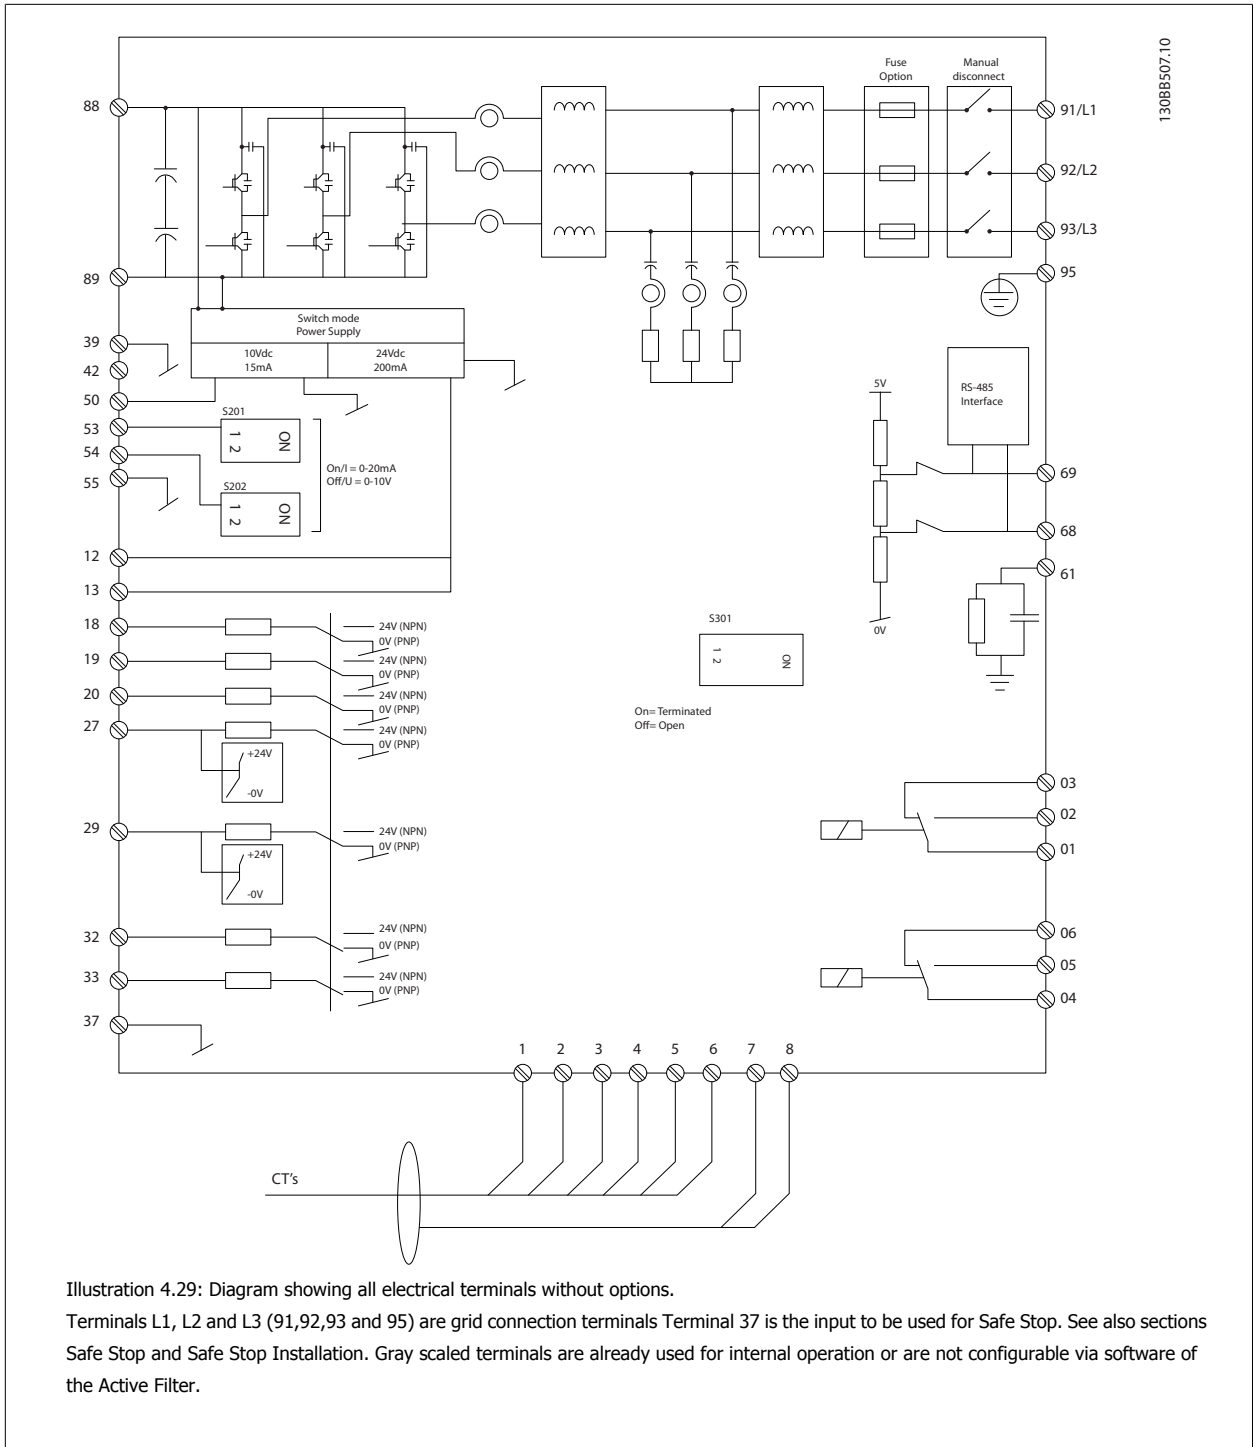 130BB507.10
Fuse
Option
Manual
disconnect
88
91/L1
92/L2
93/L3
89
95
Switch mode
Power Supply
10Vdc
15mA
24Vdc
200mA
39
42
50
53
54
55
S201
1 2
ON
S202
1 2
ON
On/I = 0-20mA
Off/U = 0-10V
5V
RS-485
Interface
69
68
61
0V
12
13
18
24V (NPN)
0V (PNP)
19
24V (NPN)
0V (PNP)
20
24V (NPN)
0V (PNP)
27
24V (NPN)
0V (PNP)
+24V
-0V
S301
1 2
ON
On= Terminated
Off= Open
29
24V (NPN)
0V (PNP)
+24V
-0V
03
02
01
32
24V (NPN)
0V (PNP)
33
24V (NPN)
0V (PNP)
37
06
05
04
1 2 3 4 5 6 7 8
CT's
Illustration 4.29: Diagram showing all electrical terminals without options.
Terminals L1, L2 and L3 (91,92,93 and 95) are grid connection terminals Terminal 37 is the input to be used for Safe Stop. See also sections
Safe Stop and Safe Stop Installation. Gray scaled terminals are already used for internal operation or are not configurable via software of
the Active Filter.